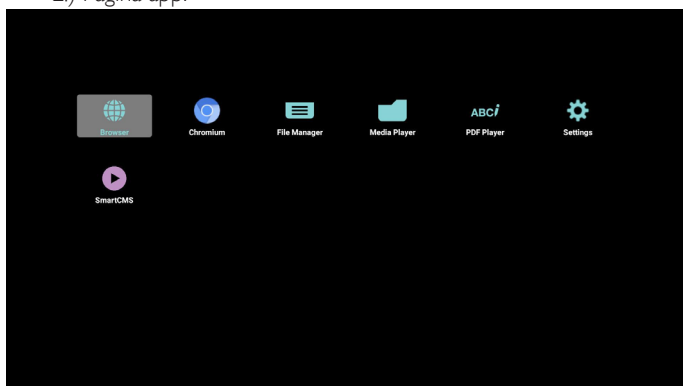 2.) Pagina app:
Browser Chromium File Manager Media Player ABCi PDF Player Settings
SmartCMS